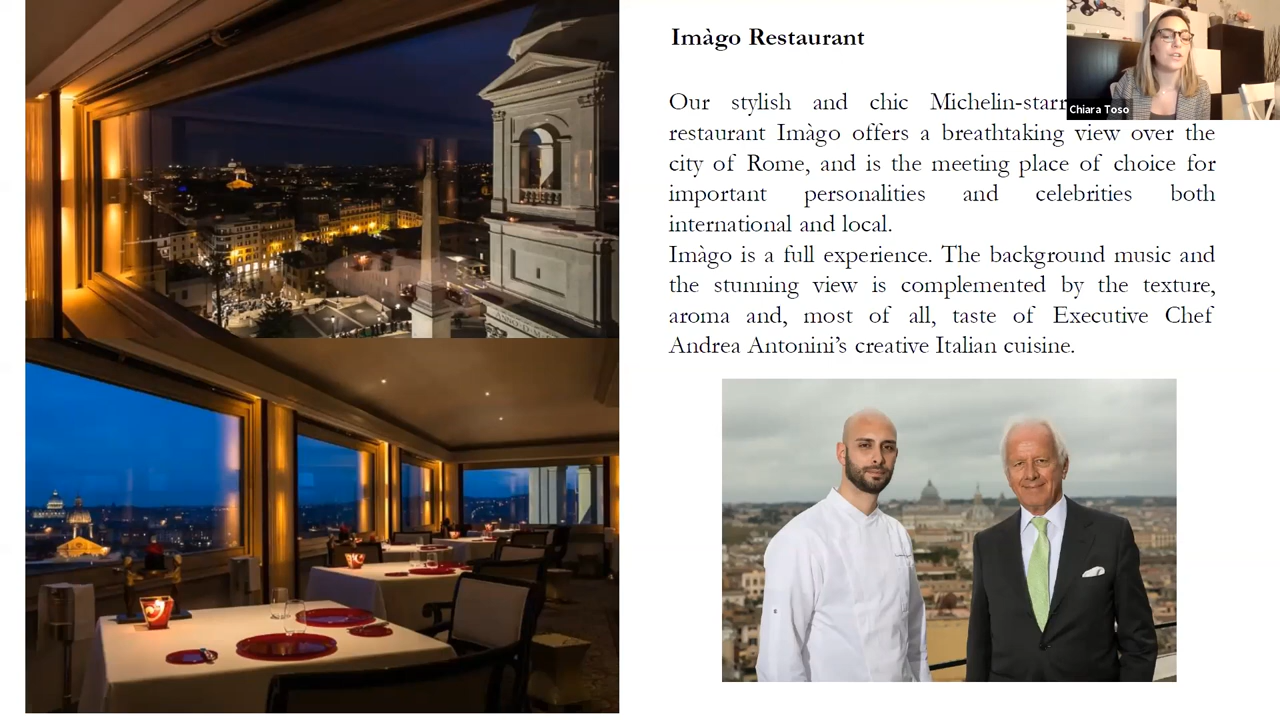 Imàgo Restaurant
Chiara Toso
Our stylish and chic Michelin-starr
restaurant Imàgo offers a breathtaking view over the
city of Rome, and is the meeting place of choice for
important personalities and celebrities both
international and local.
Imàgo is a full experience. The background music and
the stunning view is complemented by the texture,
aroma and, most of all, taste of Executive Chef
Andrea Antonini’s creative Italian cuisine.